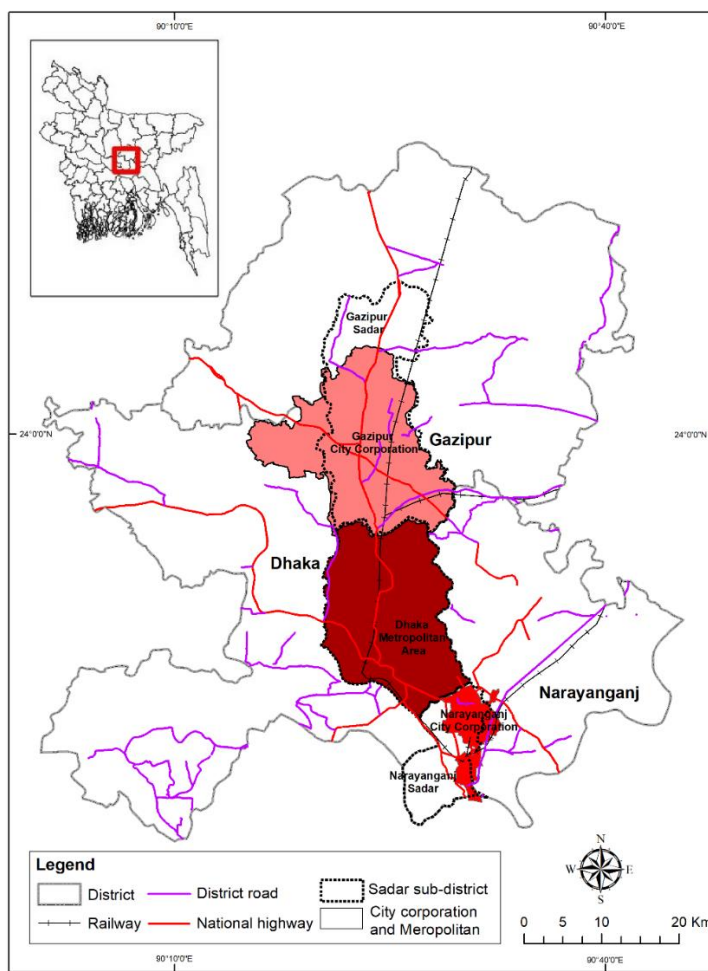 90°10'0"E
90°40'0"E
Gazipur
Sadar
24°0'0"N
24°0'0"N
Gazipur
City Corporation
Gazipur
Dhaka
Dhaka
Metropolitan
Area
Narayanganj
Narayanganj
City Corporation
Narayanganj
Sadar
Legend
District
District road
Sadar sub-district
Railway
National highway
City corporation
and Meropolitan
N
W
E
S
0 5 10 20 Km
90°10'0"E
90°40'0"E